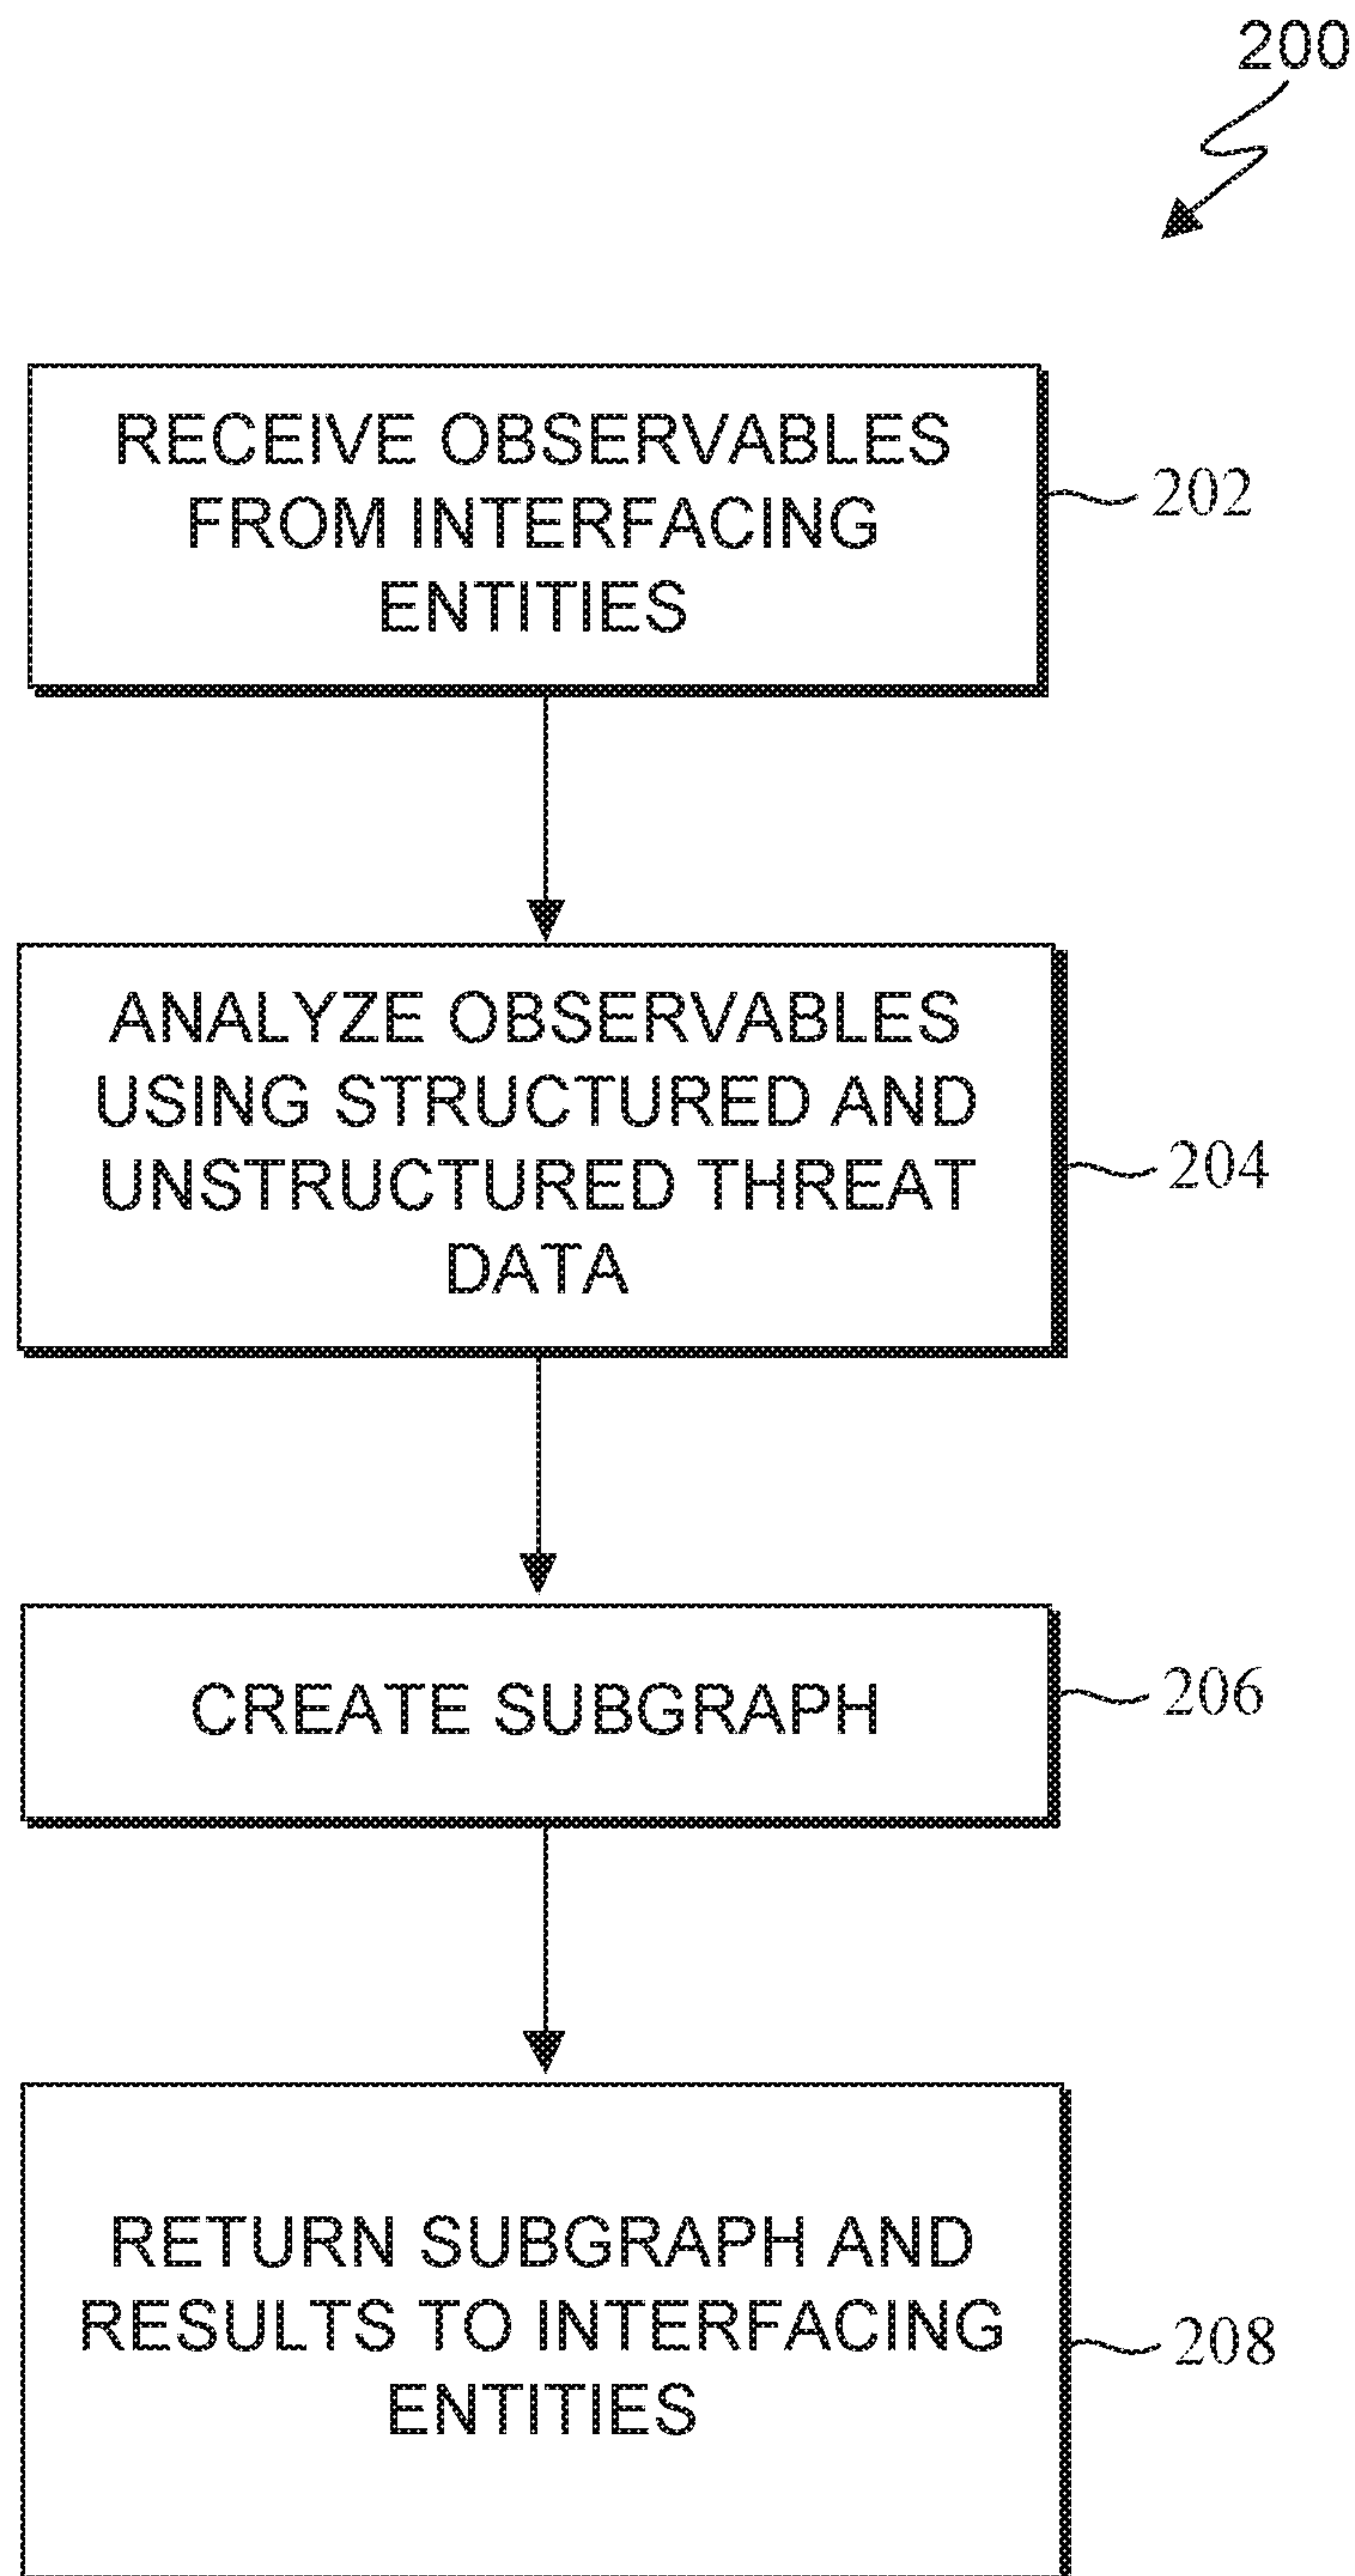 200
RECEIVE OBSERVABLES
FROM INTERFACING
ENTITIES
202
ANALYZE OBSERVABLES
USING STRUCTURED AND
UNSTRUCTURED THREAT
DATA
204
CREATE SUBGRAPH
206
RETURN SUBGRAPH AND
RESULTS TO INTERFACING
ENTITIES
208